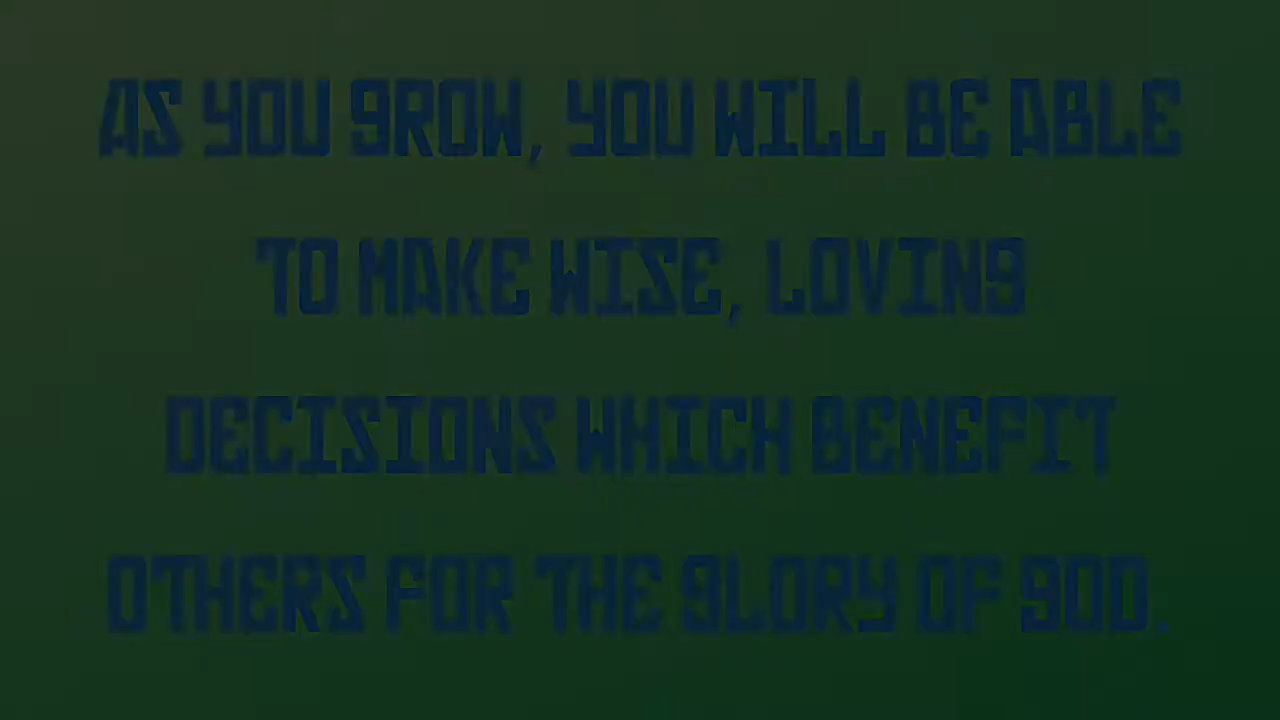 AS YOU GROW, YOU WILL BE ABLE
TO MAKE WISE, LOVING
DECISIONS WHICH BENEFIT
OTHERS FOR THE GLORY OF GOD.